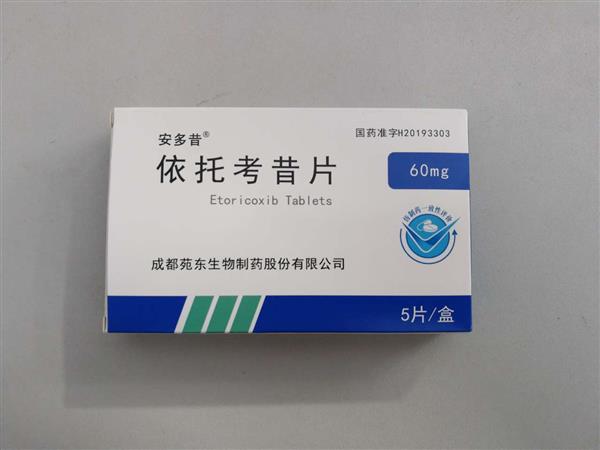 安多昔®
国药准字H20193303
依托考昔片
60mg
Etoricoxib Tablets
仿制药一致性评价
成都苑东生物制药股份有限公司
5片/盒